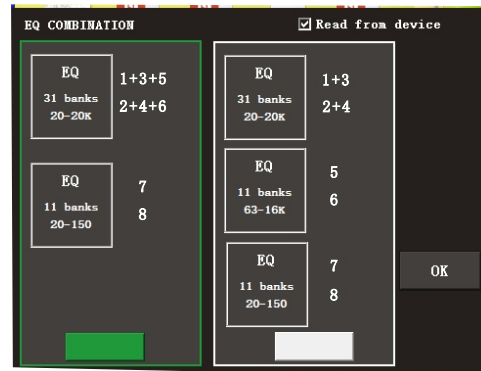 EQ COMBINATION
Read from device
EQ
31 banks
20-20K
1+3+5
2+4+6
EQ
11 banks
20-150
7
8
EQ
31 banks
20-20K
1+3
2+4
EQ
11 banks
63-16K
5
6
EQ
11 banks
20-150
7
8
OK